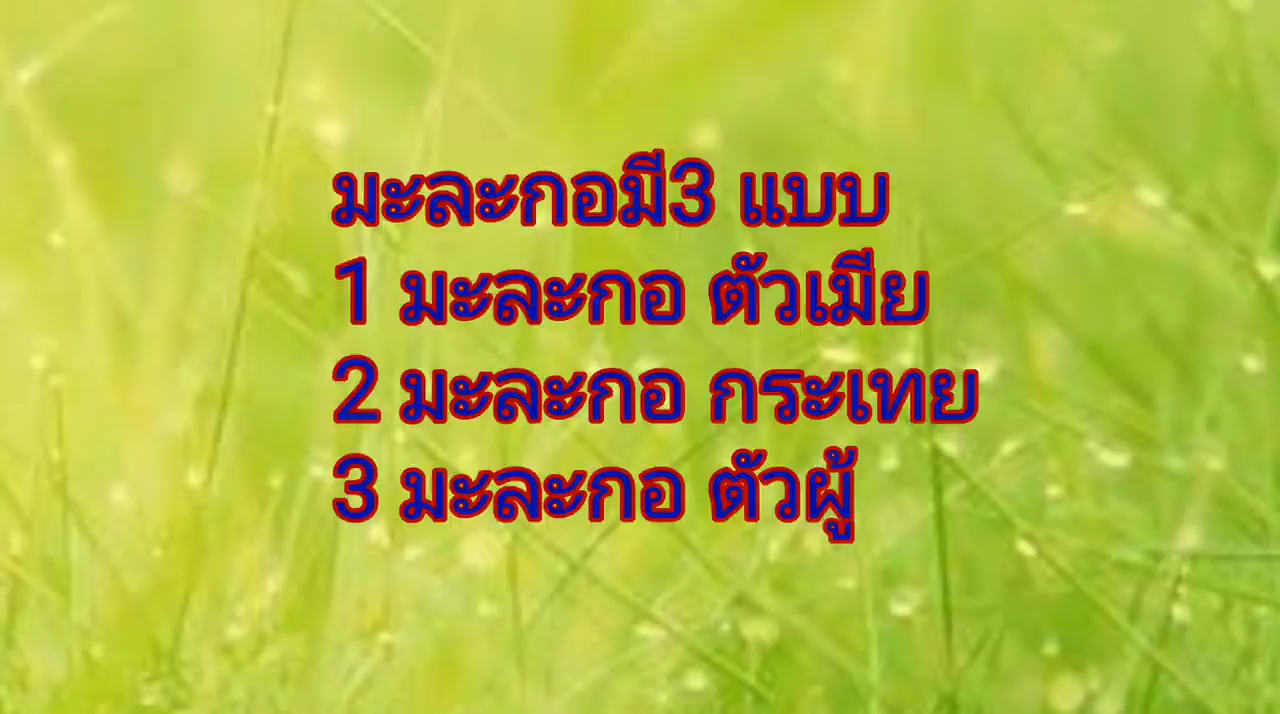 มะละกอมี3 แบบ
1 มะละกอ ตัวเมีย
2 มะละกอ กระเทย
3 มะละกอ ตัวผู้